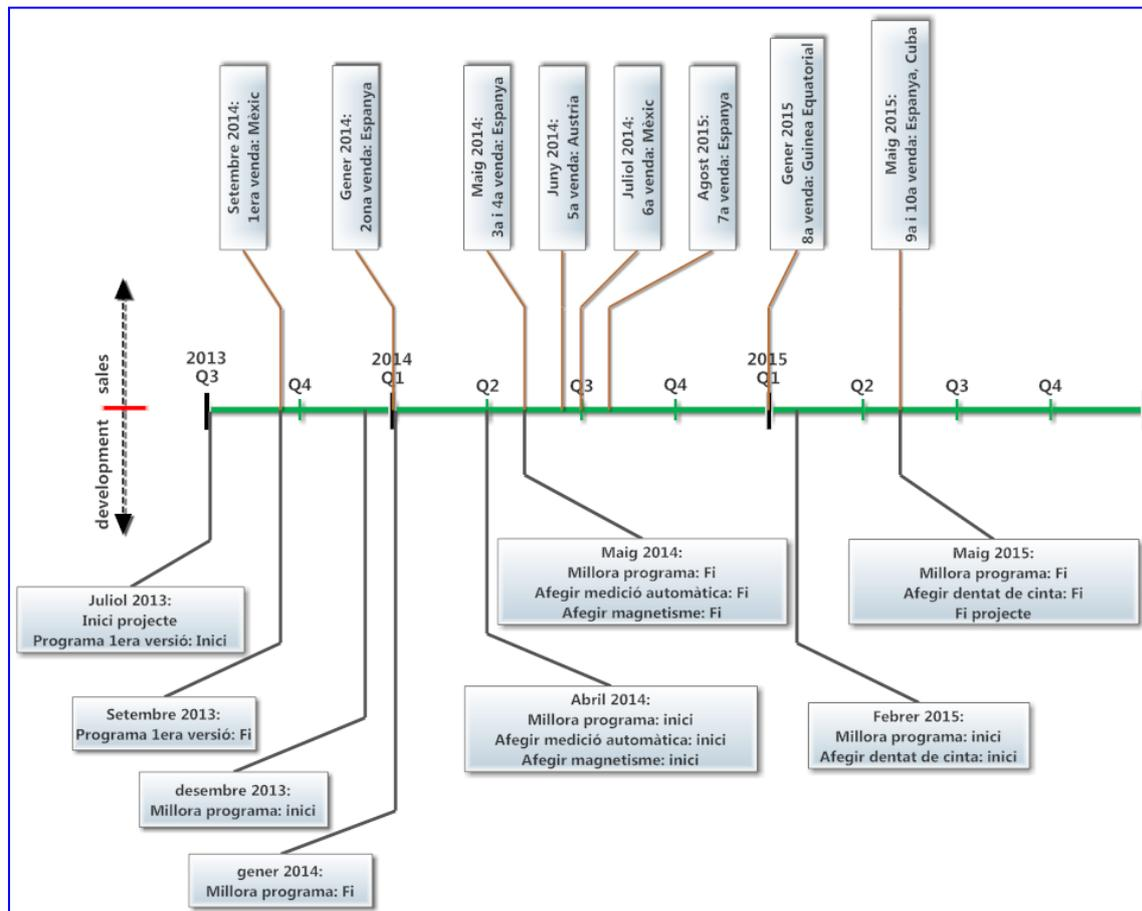 Setembre 2014:
1era venda: Mèxic
Gener 2014:
2ona venda: Espanya
Maig 2014:
3a i 4a venda: Espanya
Juny 2014:
5a venda: Austria
Juliol 2014:
6a venda: Mèxic
Agost 2015:
7a venda: Espanya
Gener 2015
8a venda: Guinea Equatorial
Maig 2015:
9a i 10a venda: Espanya, Cuba
sales
development
2013
Q3
Q4
2014
Q1
Q2
Q3
Q4
2015
Q1
Q2
Q3
Q4
Juliol 2013:
Inici projecte
Programa 1era versió: Inici
Setembre 2013:
Programa 1era versió: Fi
desembre 2013:
Millora programa: inici
gener 2014:
Millora programa: Fi
Maig 2014:
Millora programa: Fi
Afegir medició automàtica: Fi
Afegir magnetisme: Fi
Abril 2014:
Millora programa: inici
Afegir medició automàtica: inici
Afegir magnetisme: inici
Maig 2015:
Millora programa: Fi
Afegir dentat de cinta: Fi
Fi projecte
Febrer 2015:
Millora programa: inici
Afegir dentat de cinta: inici